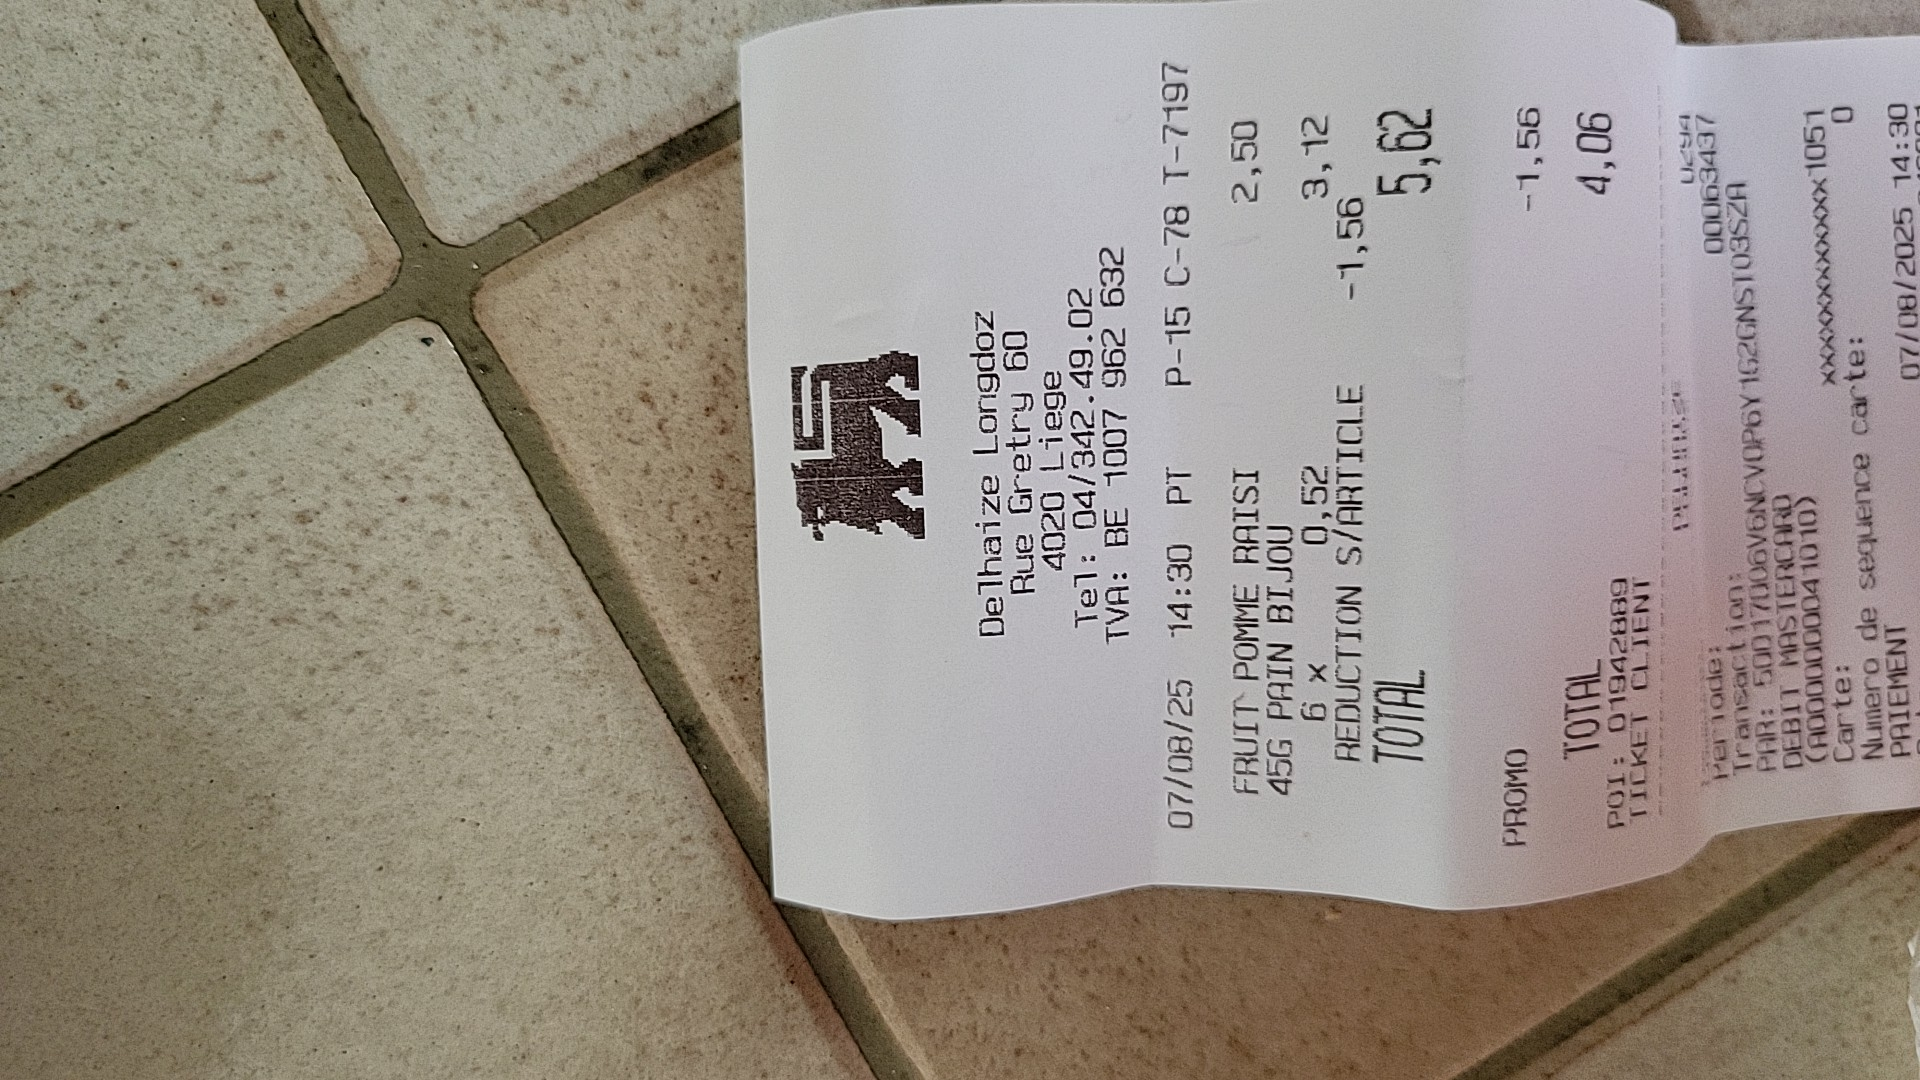 Delhaize Longdoz
Rue Gretry 60
4020 Liege
Tel: 04/342.49.02
TVA: BE 1007 962 632
07/08/25 14:30 PT P-15 C-78 T-7197
FRUIT POMME RAISI 2,50
45G PAIN BIJOU
6 x 0,52 3,12
REDUCTION S/ARTICLE -1,56
TOTAL 5,62
PROMO -1,56
TOTAL 4,06
POI: 01942889
TICKET CLIENT
Periode:
Transaction: 00063437
DEBIT MASTERCARD
(A0000000041010)
Carte: xxxxxxxxxxxxx1051
Numero de sequence carte: 0
PAIEMENT 07/08/2025 14:30